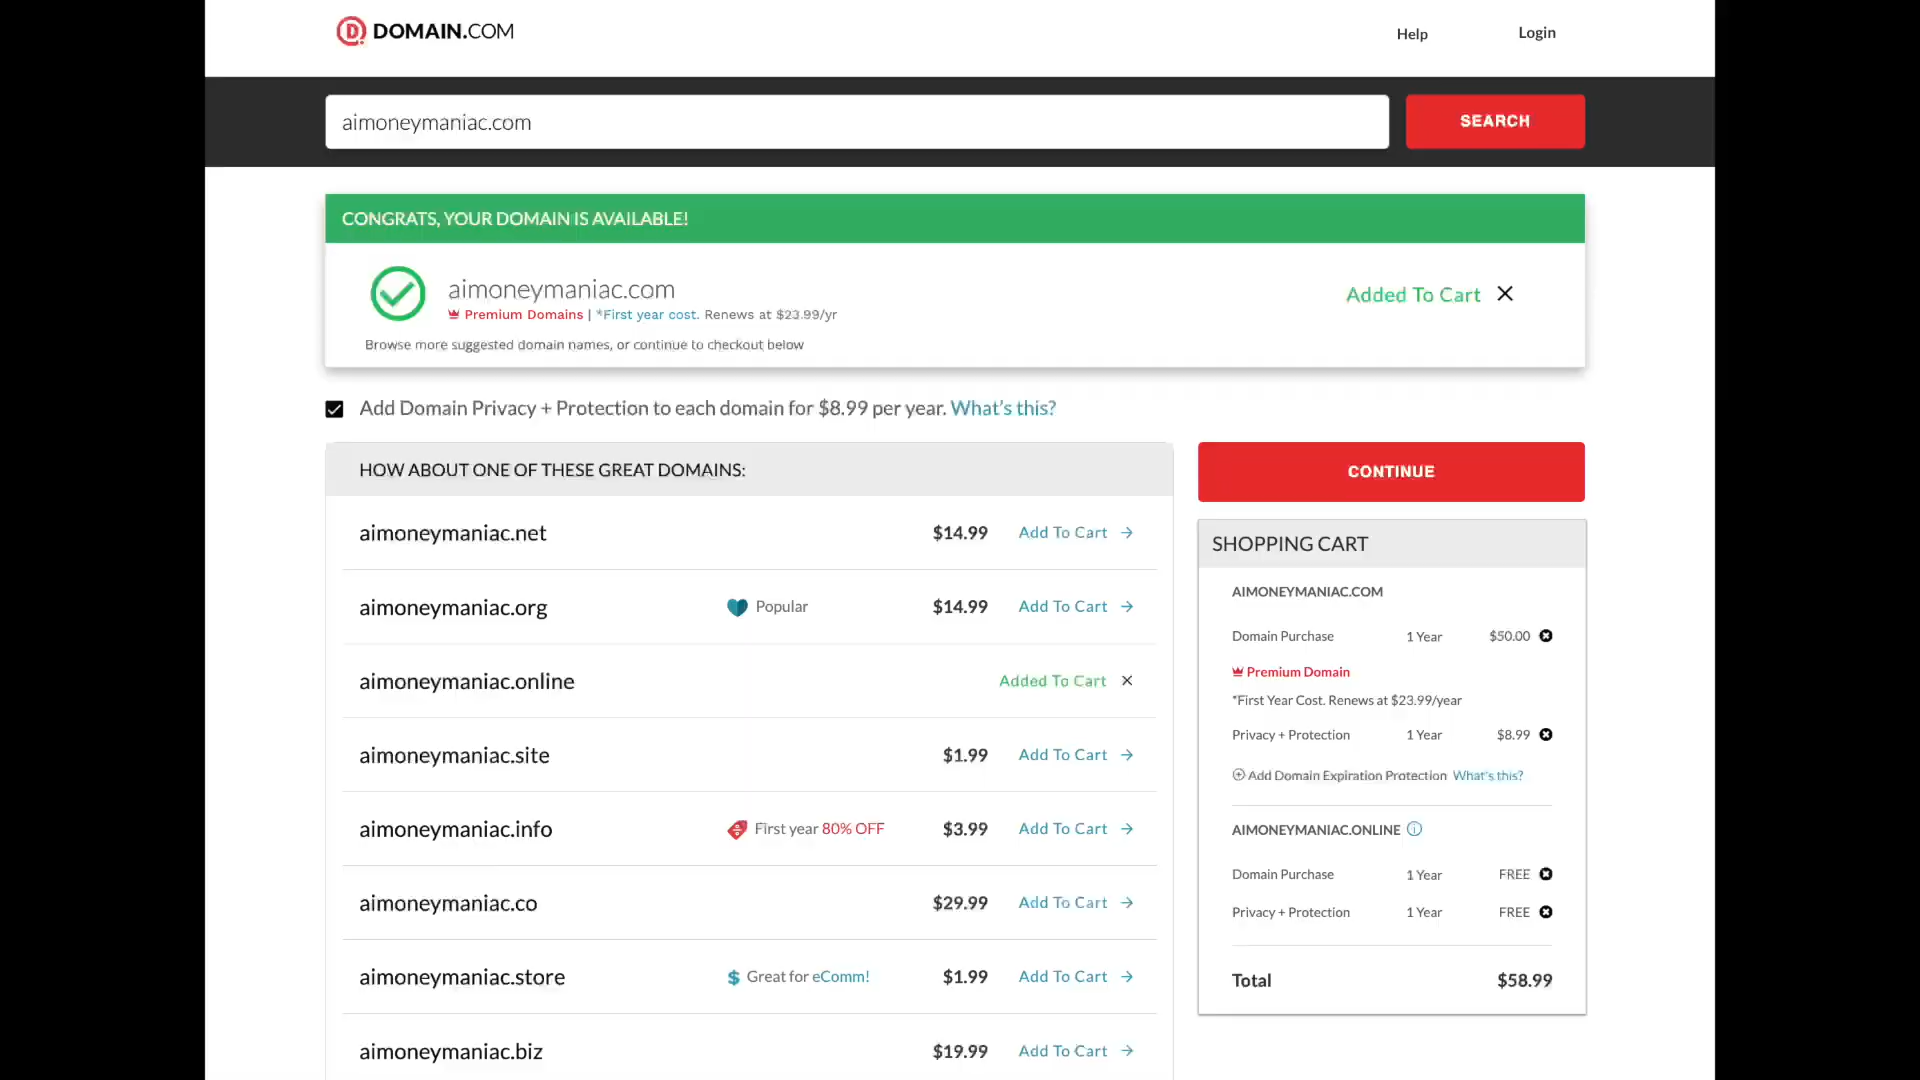 DOMAIN.COM
Help
Login
aimoneymaniac.com
SEARCH
CONGRATS, YOUR DOMAIN IS AVAILABLE!
aimoneymaniac.com
Premium Domains | *First year cost. Renews at $23.99/yr
Added To Cart
Browse more suggested domain names, or continue to checkout below
Add Domain Privacy + Protection to each domain for $8.99 per year. What's this?
HOW ABOUT ONE OF THESE GREAT DOMAINS:
aimoneymaniac.net $14.99 Add To Cart
aimoneymaniac.org Popular $14.99 Add To Cart
aimoneymaniac.online Added To Cart
aimoneymaniac.site $1.99 Add To Cart
aimoneymaniac.info First year 80% OFF $3.99 Add To Cart
aimoneymaniac.co $29.99 Add To Cart
aimoneymaniac.store Great for eComm! $1.99 Add To Cart
aimoneymaniac.biz $19.99 Add To Cart
CONTINUE
SHOPPING CART
AIMONEYMANIAC.COM
Domain Purchase 1 Year $50.00
Premium Domain
*First Year Cost. Renews at $23.99/year
Privacy + Protection 1 Year $8.99
Add Domain Expiration Protection What's this?
AIMONEYMANIAC.ONLINE
Domain Purchase 1 Year FREE
Privacy + Protection 1 Year FREE
Total $58.99